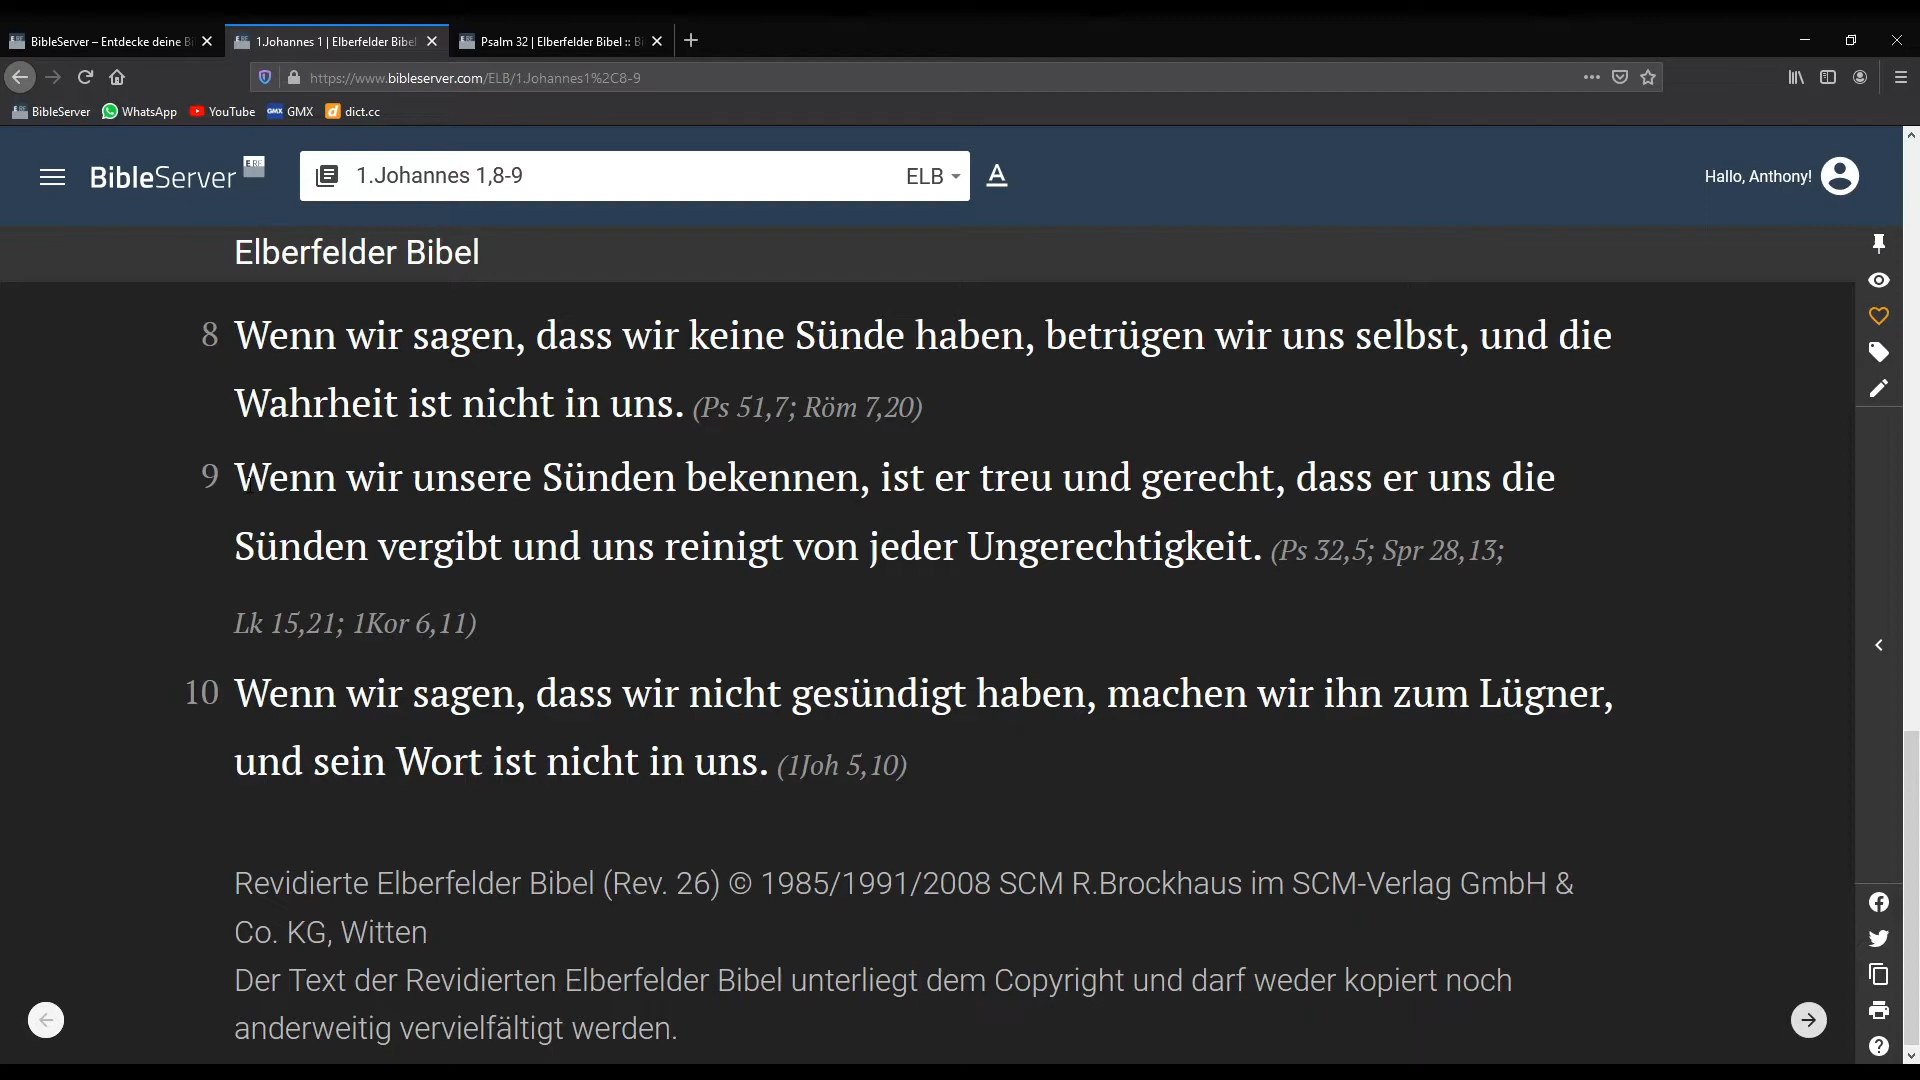 BibleServer – Entdecke deine Bi
1.Johannes 1 | Elberfelder Bibel
Psalm 32 | Elberfelder Bibel :: B
https://www.bibleserver.com/ELB/1.Johannes1%2C8-9
BibleServer
WhatsApp
YouTube
GMX
dict.cc
BibleServer
1.Johannes 1,8-9
ELB
Hallo, Anthony!
Elberfelder Bibel
8 Wenn wir sagen, dass wir keine Sünde haben, betrügen wir uns selbst, und die
Wahrheit ist nicht in uns. (Ps 51,7; Röm 7,20)
9 Wenn wir unsere Sünden bekennen, ist er treu und gerecht, dass er uns die
Sünden vergibt und uns reinigt von jeder Ungerechtigkeit. (Ps 32,5; Spr 28,13;
Lk 15,21; 1Kor 6,11)
10 Wenn wir sagen, dass wir nicht gesündigt haben, machen wir ihn zum Lügner,
und sein Wort ist nicht in uns. (1Joh 5,10)
Revidierte Elberfelder Bibel (Rev. 26) © 1985/1991/2008 SCM R.Brockhaus im SCM-Verlag GmbH &
Co. KG, Witten
Der Text der Revidierten Elberfelder Bibel unterliegt dem Copyright und darf weder kopiert noch
anderweitig vervielfältigt werden.